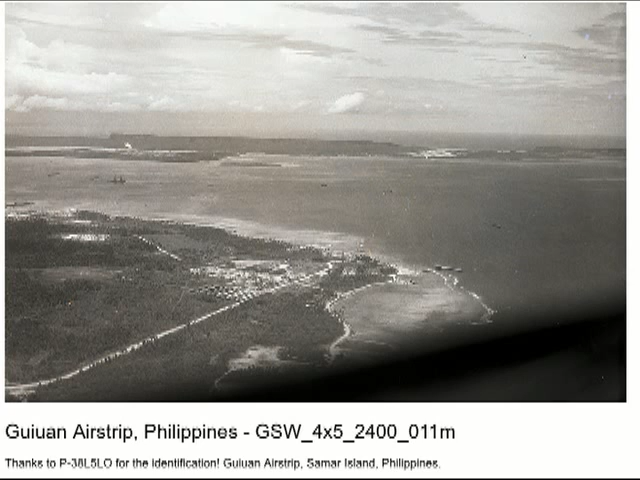 Guiuan Airstrip, Philippines - GSW_4x5_2400_011m
Thanks to P-38L5LO for the identification! Guiuan Airstrip, Samar Island, Philippines.